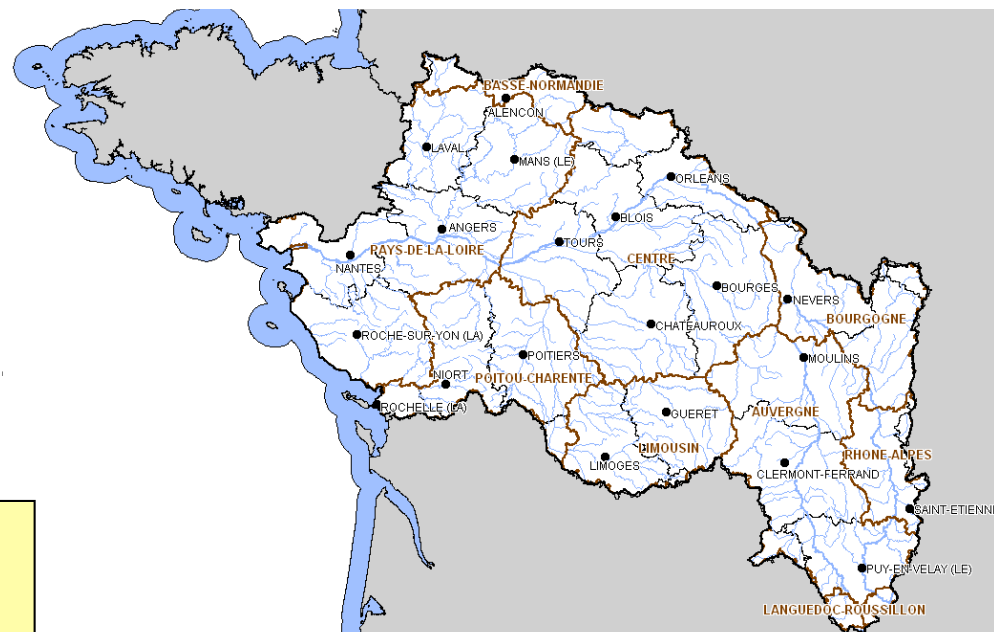 BASSE-NORMANDIE
ALENCON
LAVAL
MANS (LE)
ORLEANS
BLOIS
ANGERS
TOURS
PAYS-DE-LA-LOIRE
CENTRE
NANTES
BOURGES
NEVERS
BOURGOGNE
CHATEAUROUX
ROCHE-SUR-YON (LA)
POITIERS
MOULINS
NIORT
POITOU-CHARENTE
ROCHELLE (LA)
GUERET
AUVERGNE
LIMOUSIN
RHONE-ALPES
LIMOGES
CLERMONT-FERRAND
SAINT-ETIENN
PUY-EN-VELAY (LE)
LANGUEDOC-ROUSSILLON